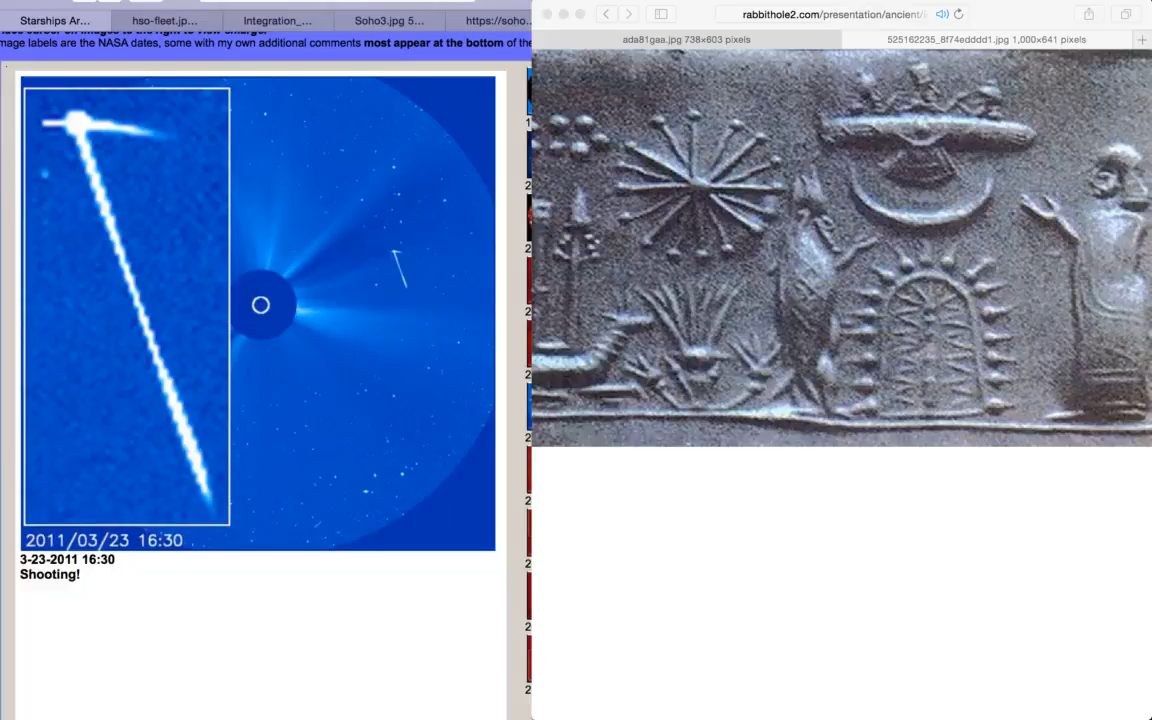 Starships Ar...
hso-fleet.jp...
Integration_...
Soho3.jpg 5...
https://soho.
mage labels are the NASA dates, some with my own additional comments most appear at the bottom of the
2011/03/23 16:30
3-23-2011 16:30
Shooting!
rabbithole2.com/presentation/ancient/
ada81gaa.jpg 738×603 pixels
525162235_8f74edddd1.jpg 1,000×641 pixels